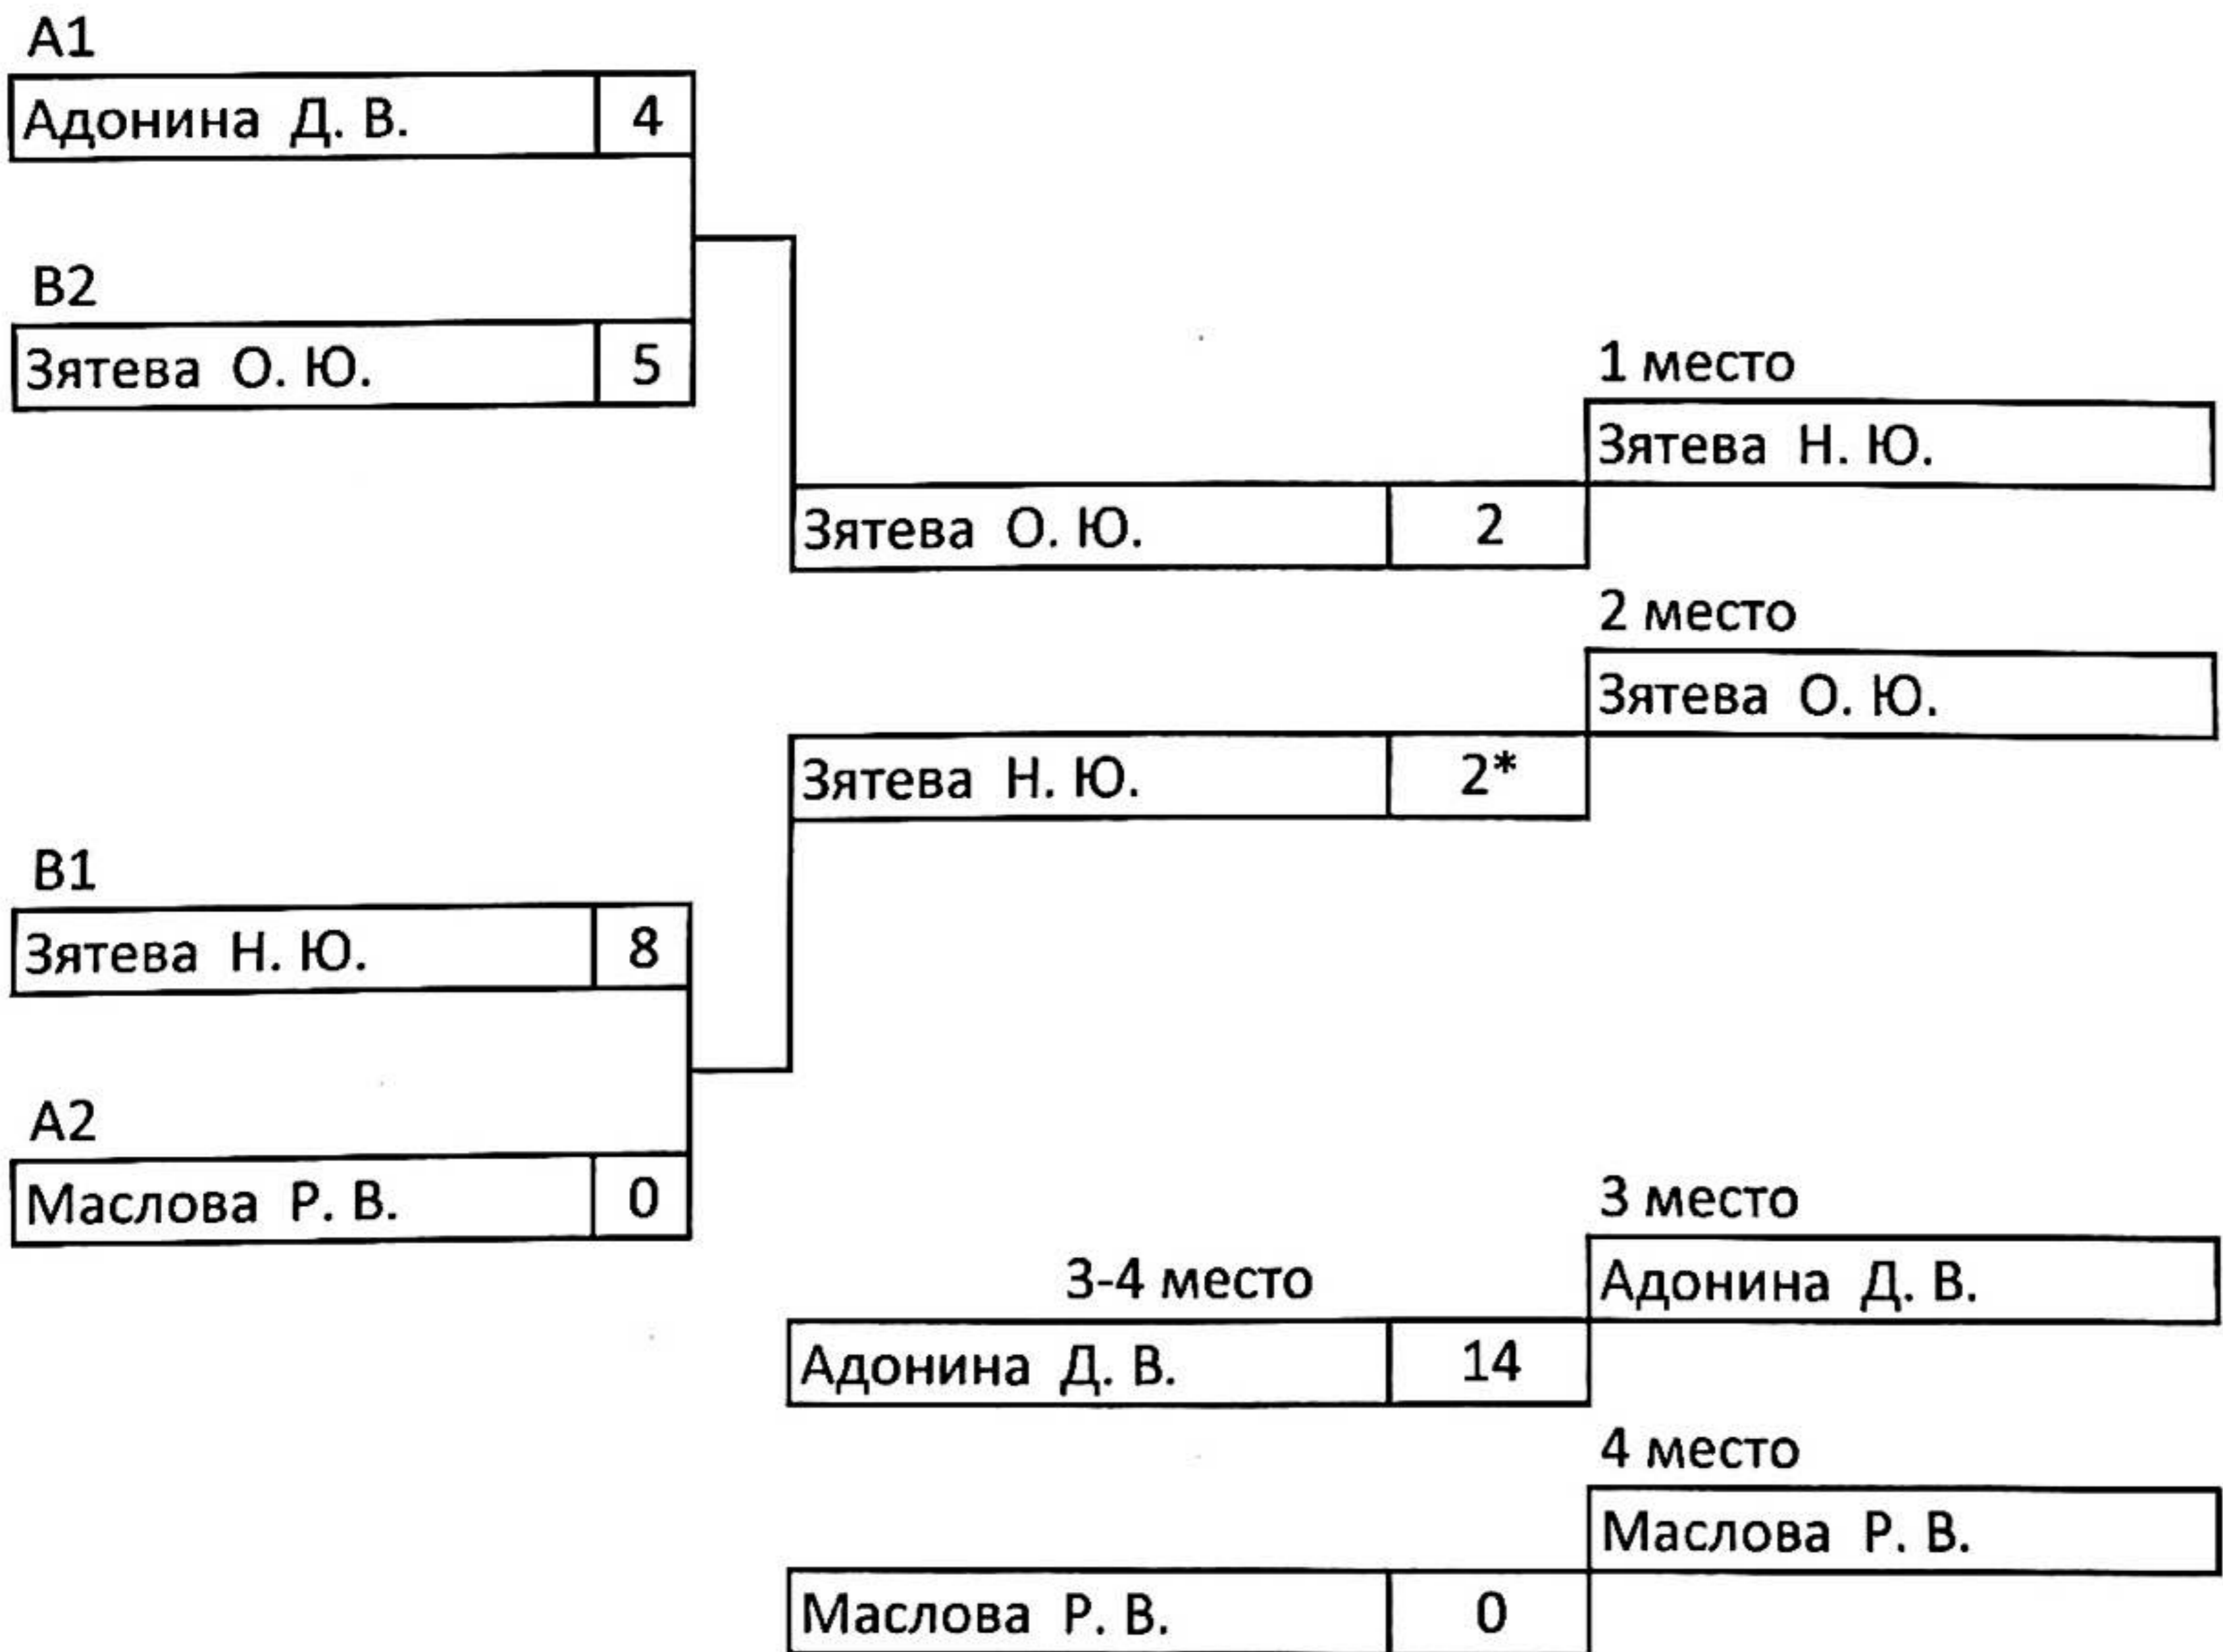 A1
Адонина Д. В. 4
B2
Зятева О. Ю. 5
1 место
Зятева Н. Ю.
Зятева О. Ю. 2
2 место
Зятева О. Ю.
Зятева Н. Ю. 2*
B1
Зятева Н. Ю. 8
A2
Маслова Р. В. 0
3 место
3-4 место
Адонина Д. В.
Адонина Д. В. 14
4 место
Маслова Р. В.
Маслова Р. В. 0